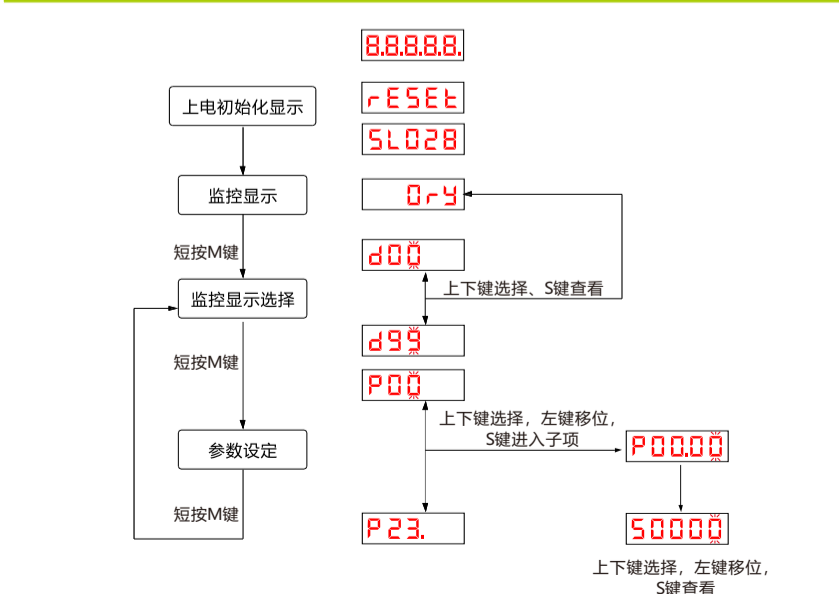 8.8.8.8.8.
rESEt
上电初始化显示
SL028
监控显示
0rY
短按M键
d00
监控显示选择
上下键选择、S键查看
d99
短按M键
P00
上下键选择，左键移位，
S键进入子项
参数设定
P00.00
短按M键
P23.
S0000
上下键选择，左键移位，
S键查看